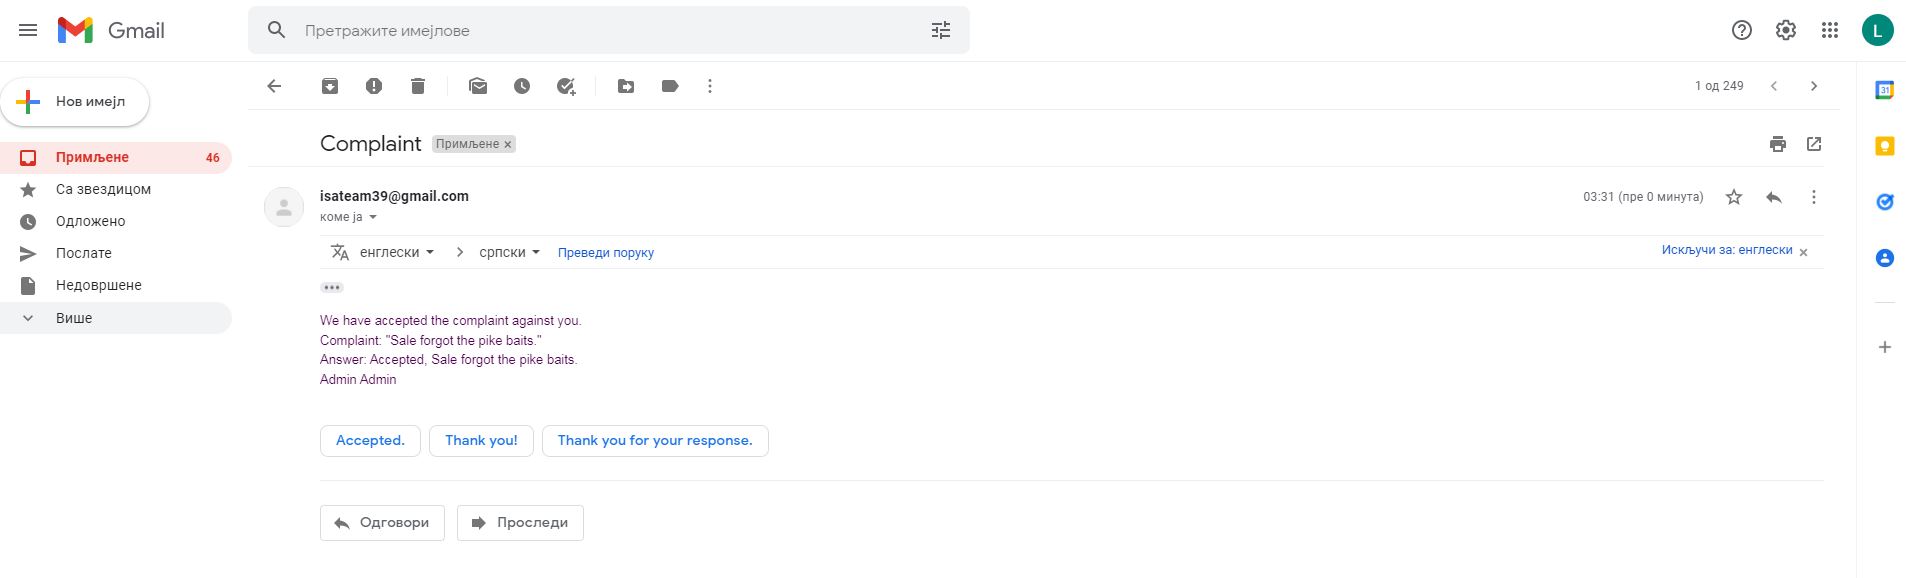 Gmail
Претражите имејлове
L
Нов имејл
1 од 249
31
Complaint
Примљене ×
Примљене 46
Са звездицом
Одложено
Послате
Недовршене
Више
isateam39@gmail.com
03:31 (пре 0 минута)
коме ја
енглески
српски
Преведи поруку
Искључи за: енглески ×
We have accepted the complaint against you.
Complaint: "Sale forgot the pike baits."
Answer: Accepted, Sale forgot the pike baits.
Admin Admin
Accepted.
Thank you!
Thank you for your response.
Одговори
Проследи